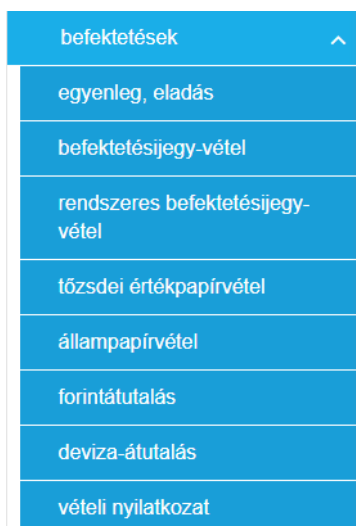 befektetések
egyenleg, eladás
befektetésijegy-vétel
rendszeres befektetésijegy-
vétel
tőzsdei értékpapírvétel
állampapírvétel
forintátutalás
deviza-átutalás
vételi nyilatkozat